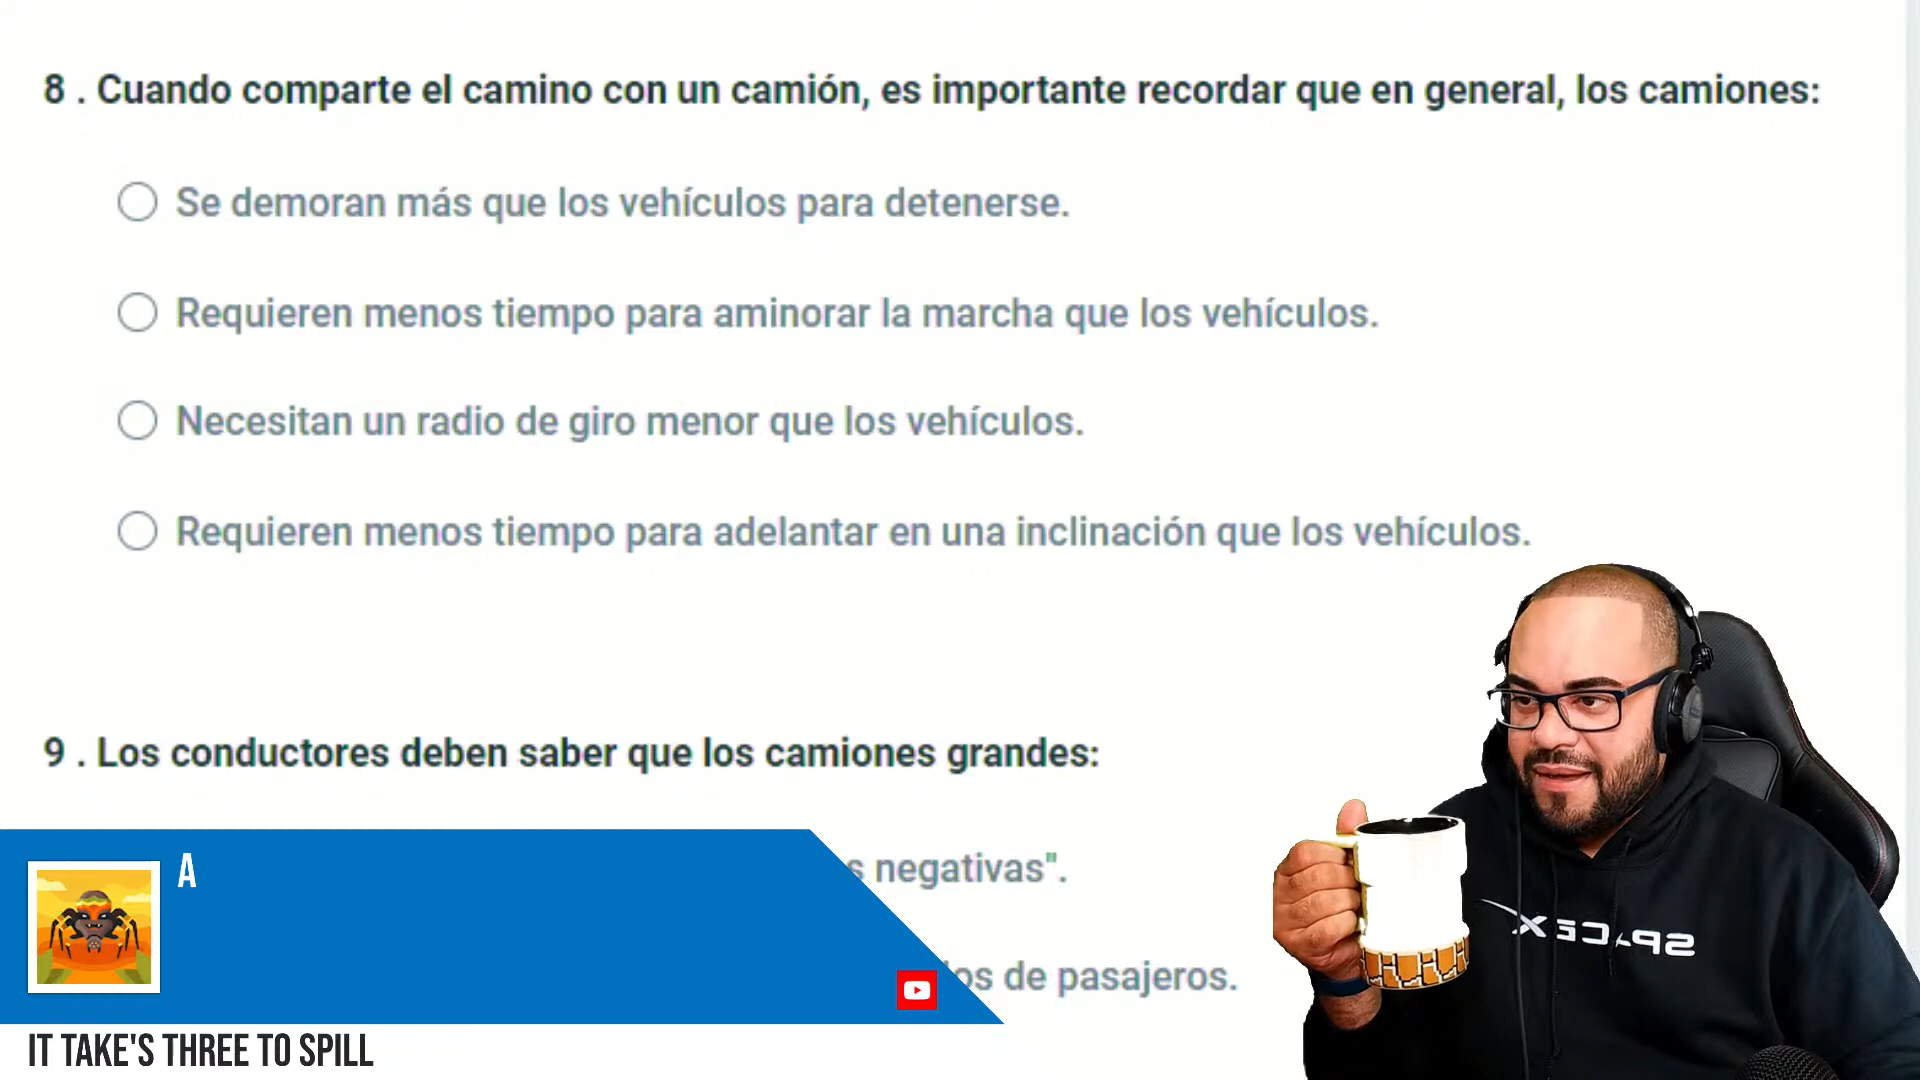 8 . Cuando comparte el camino con un camión, es importante recordar que en general, los camiones:
Se demoran más que los vehículos para detenerse.
Requieren menos tiempo para aminorar la marcha que los vehículos.
Necesitan un radio de giro menor que los vehículos.
Requieren menos tiempo para adelantar en una inclinación que los vehículos.
9 . Los conductores deben saber que los camiones grandes:
negativas".
de pasajeros.
A
IT TAKE'S THREE TO SPILL
SPACEX